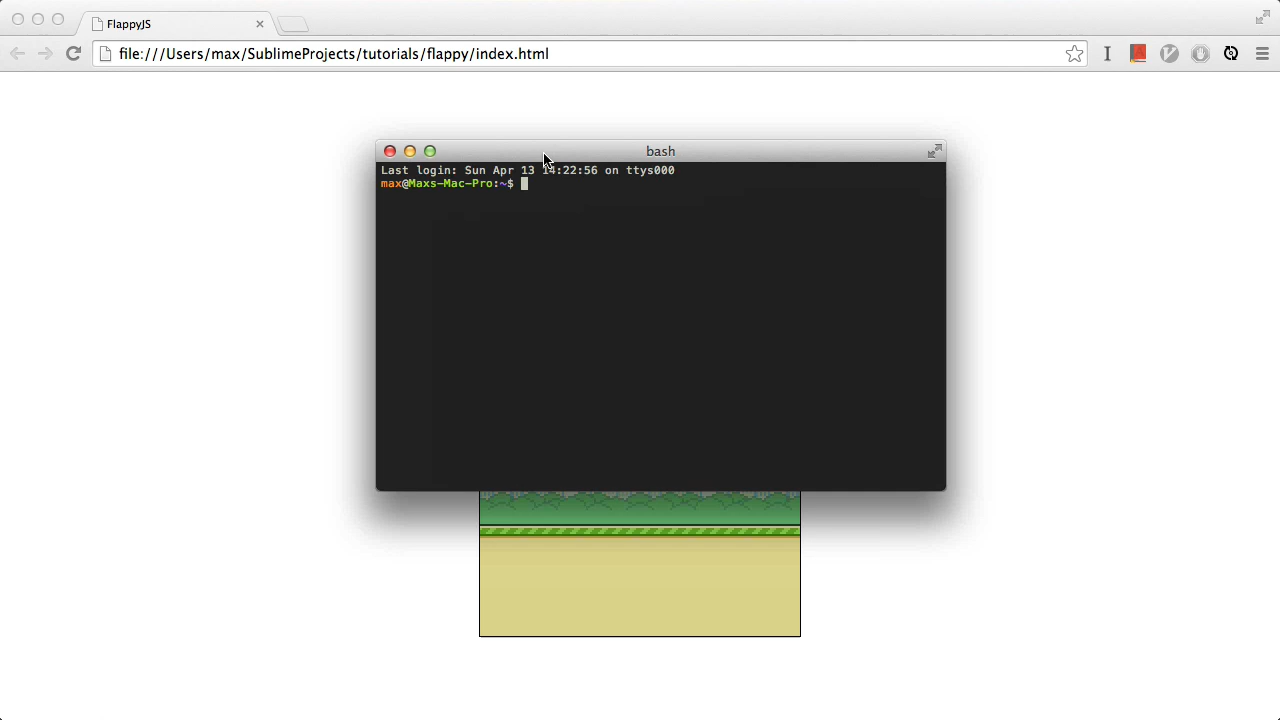 FlappyJS
file:///Users/max/SublimeProjects/tutorials/flappy/index.html
bash
Last login: Sun Apr 13 14:22:56 on ttys000
max@Maxs-Mac-Pro:~$